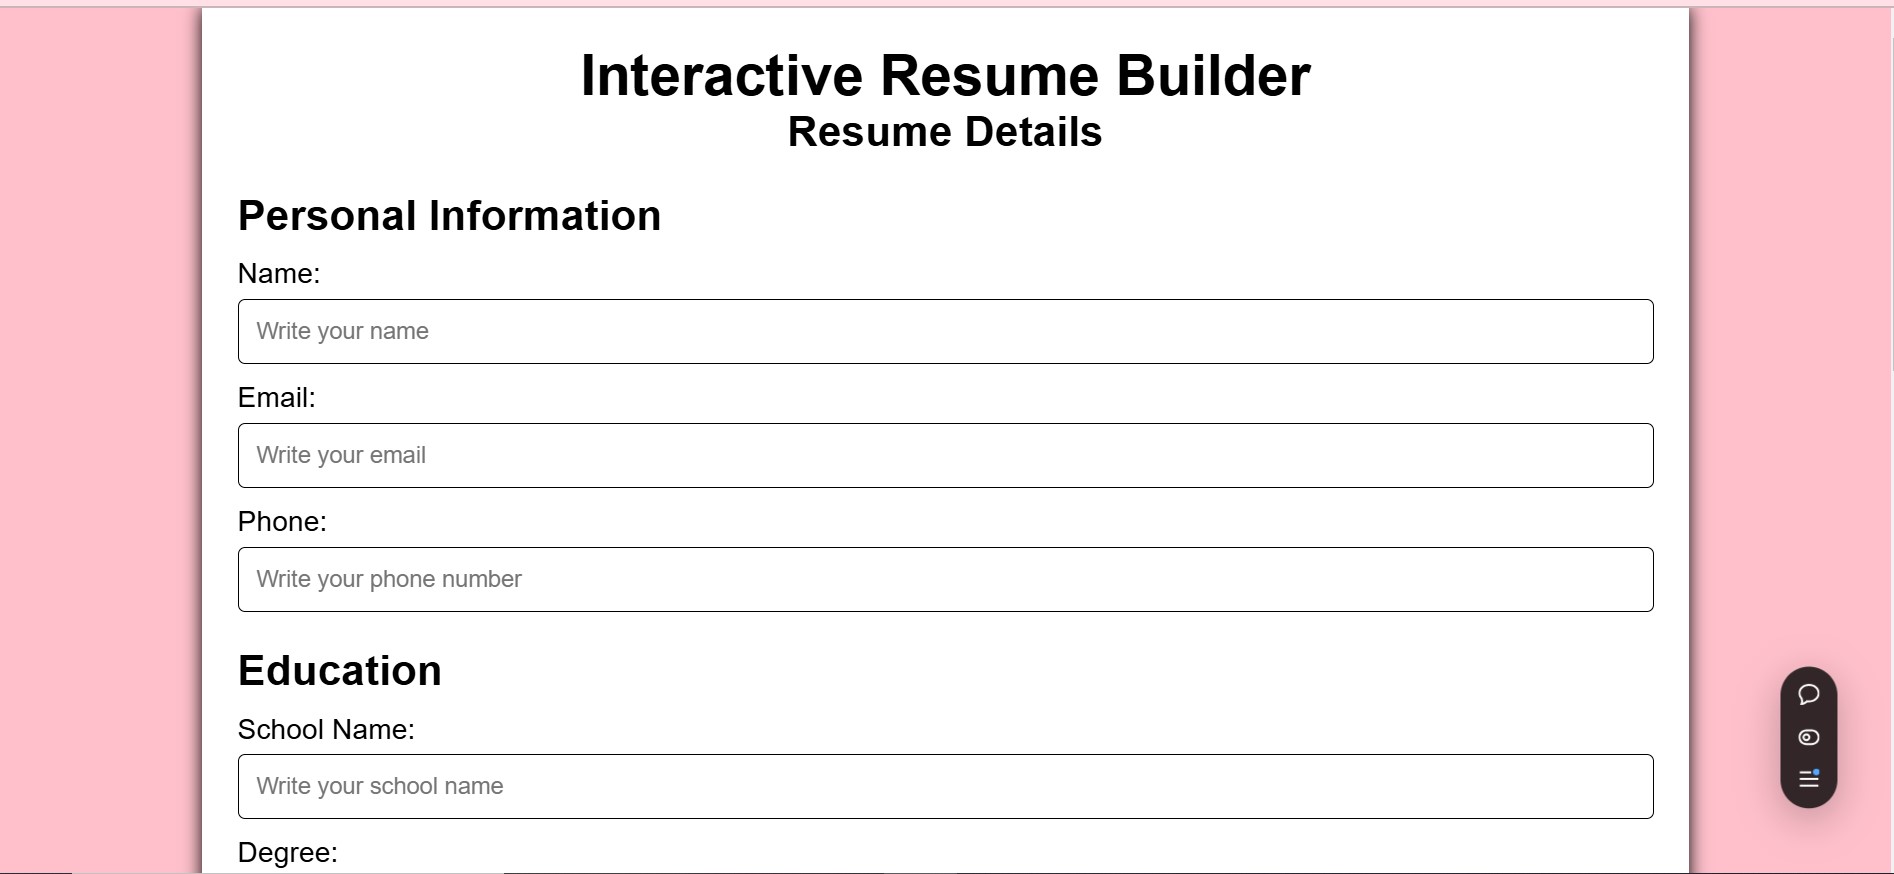 Interactive Resume Builder
Resume Details
Personal Information
Name:
Write your name
Email:
Write your email
Phone:
Write your phone number
Education
School Name:
Write your school name
Degree: